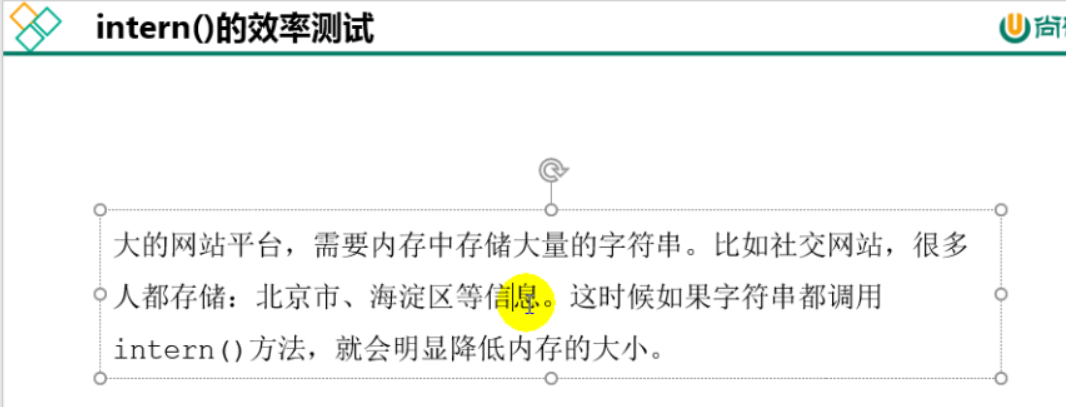 intern()的效率测试
尚
大的网站平台，需要内存中存储大量的字符串。比如社交网站，很多
人都存储：北京市、海淀区等信息。这时候如果字符串都调用
intern()方法，就会明显降低内存的大小。